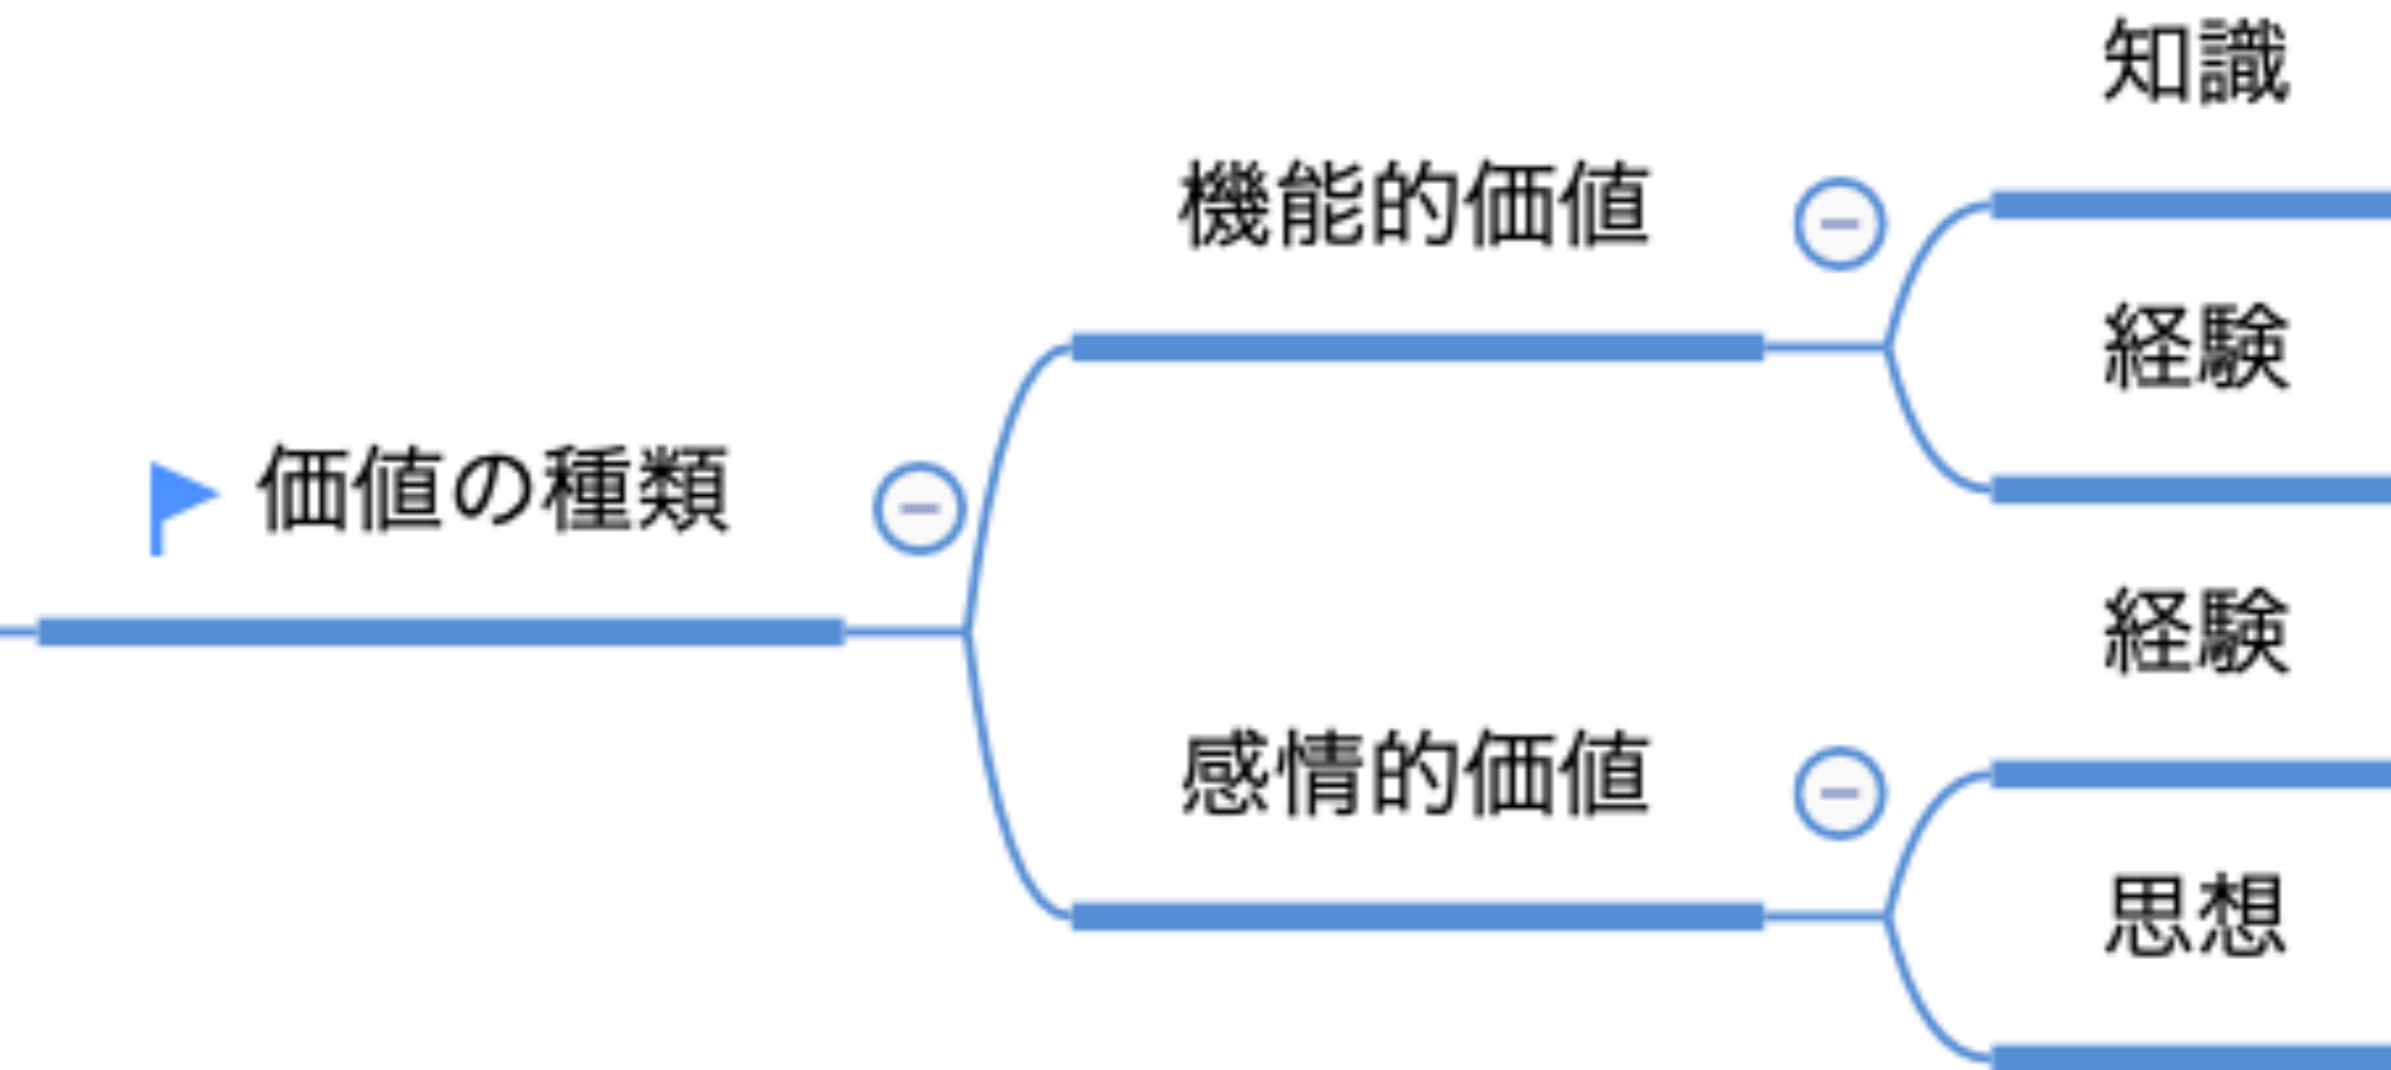 価値の種類
機能的価値
知識
経験
感情的価値
経験
思想